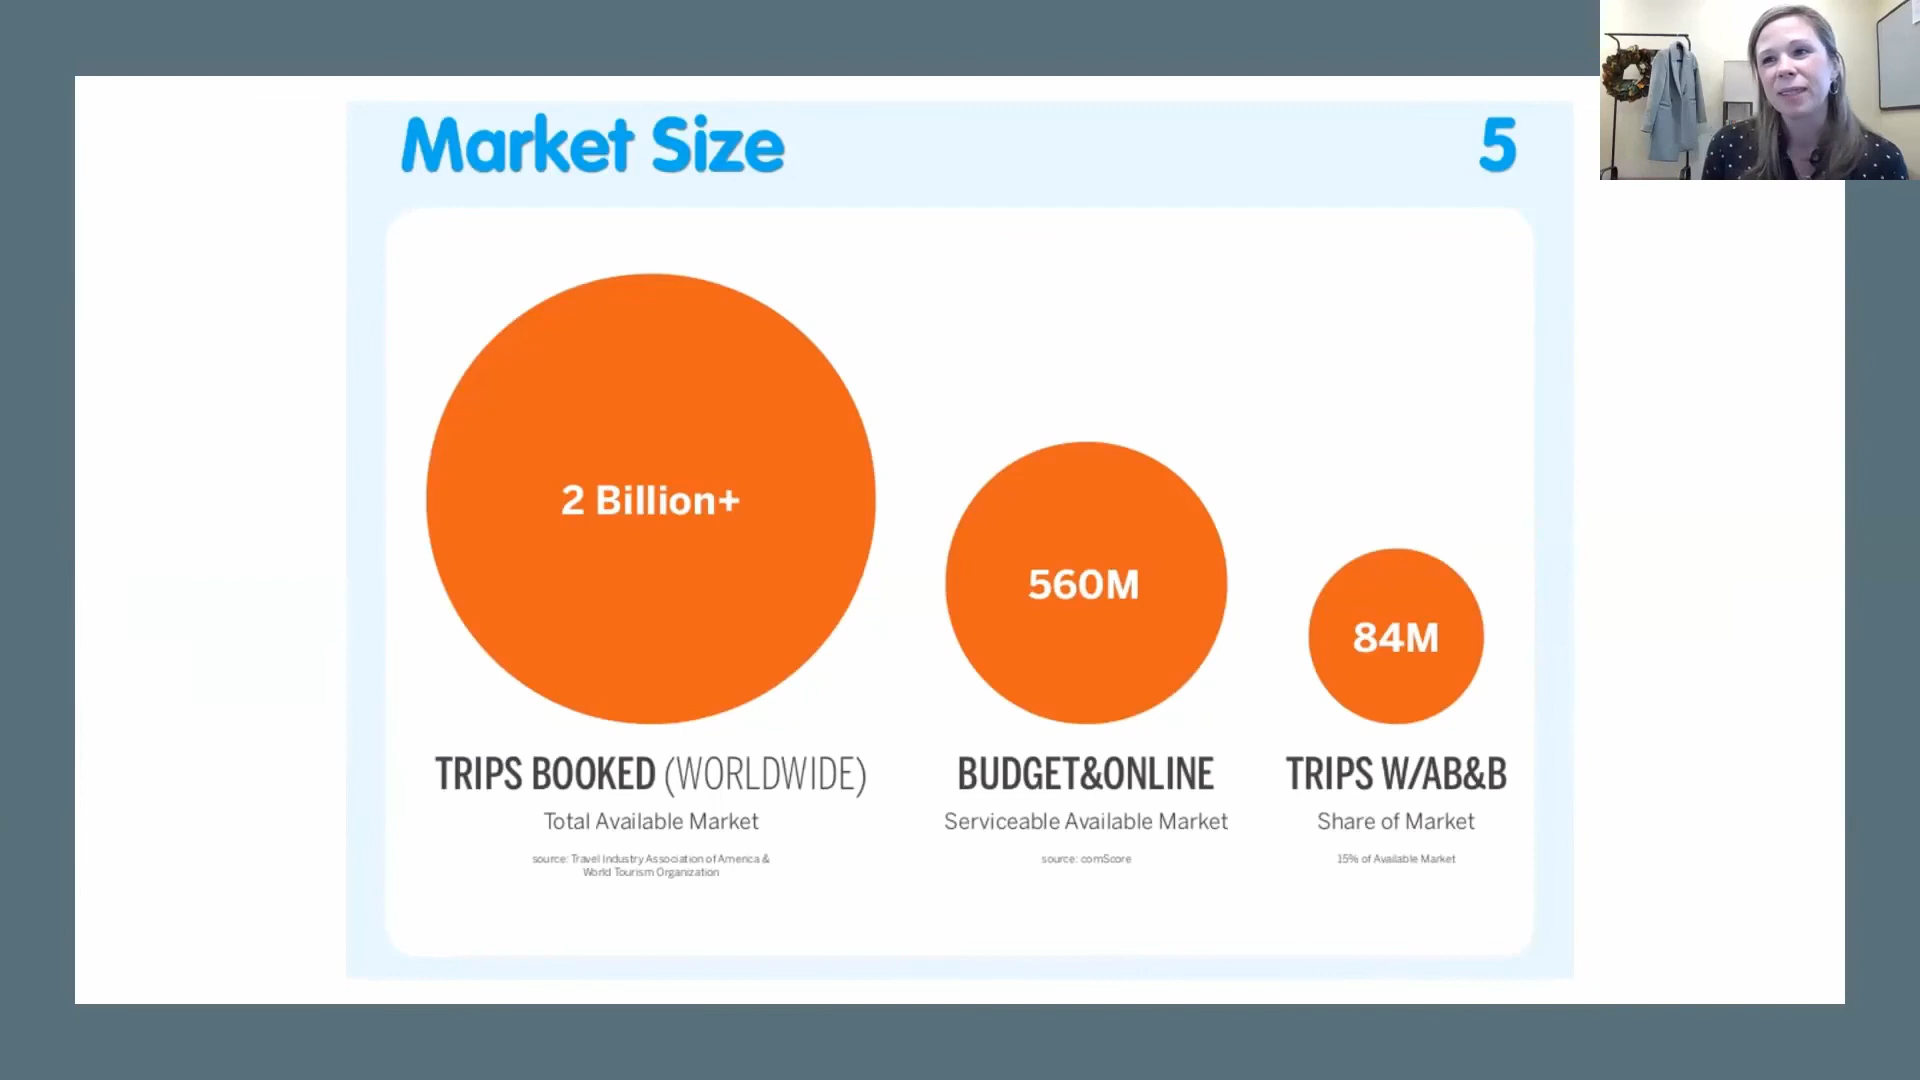 Market Size
5
2 Billion+
560M
84M
TRIPS BOOKED (WORLDWIDE)
Total Available Market
source: Travel Industry Association of America &
World Tourism Organization
BUDGET&ONLINE
Serviceable Available Market
source: comScore
TRIPS W/AB&B
Share of Market
15% of Available Market